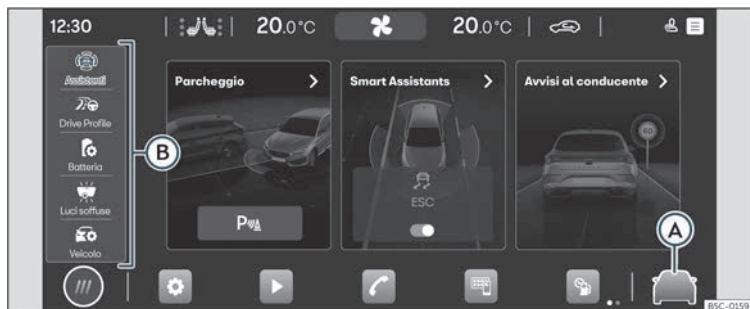 12:30
20.0°C
20.0°C
Assistenti
Drive Profile
Batteria
Luci soffuse
Veicolo
B
Parcheggio
P
Smart Assistants
ESC
Avvisi al conducente
60
A
BSC-0159